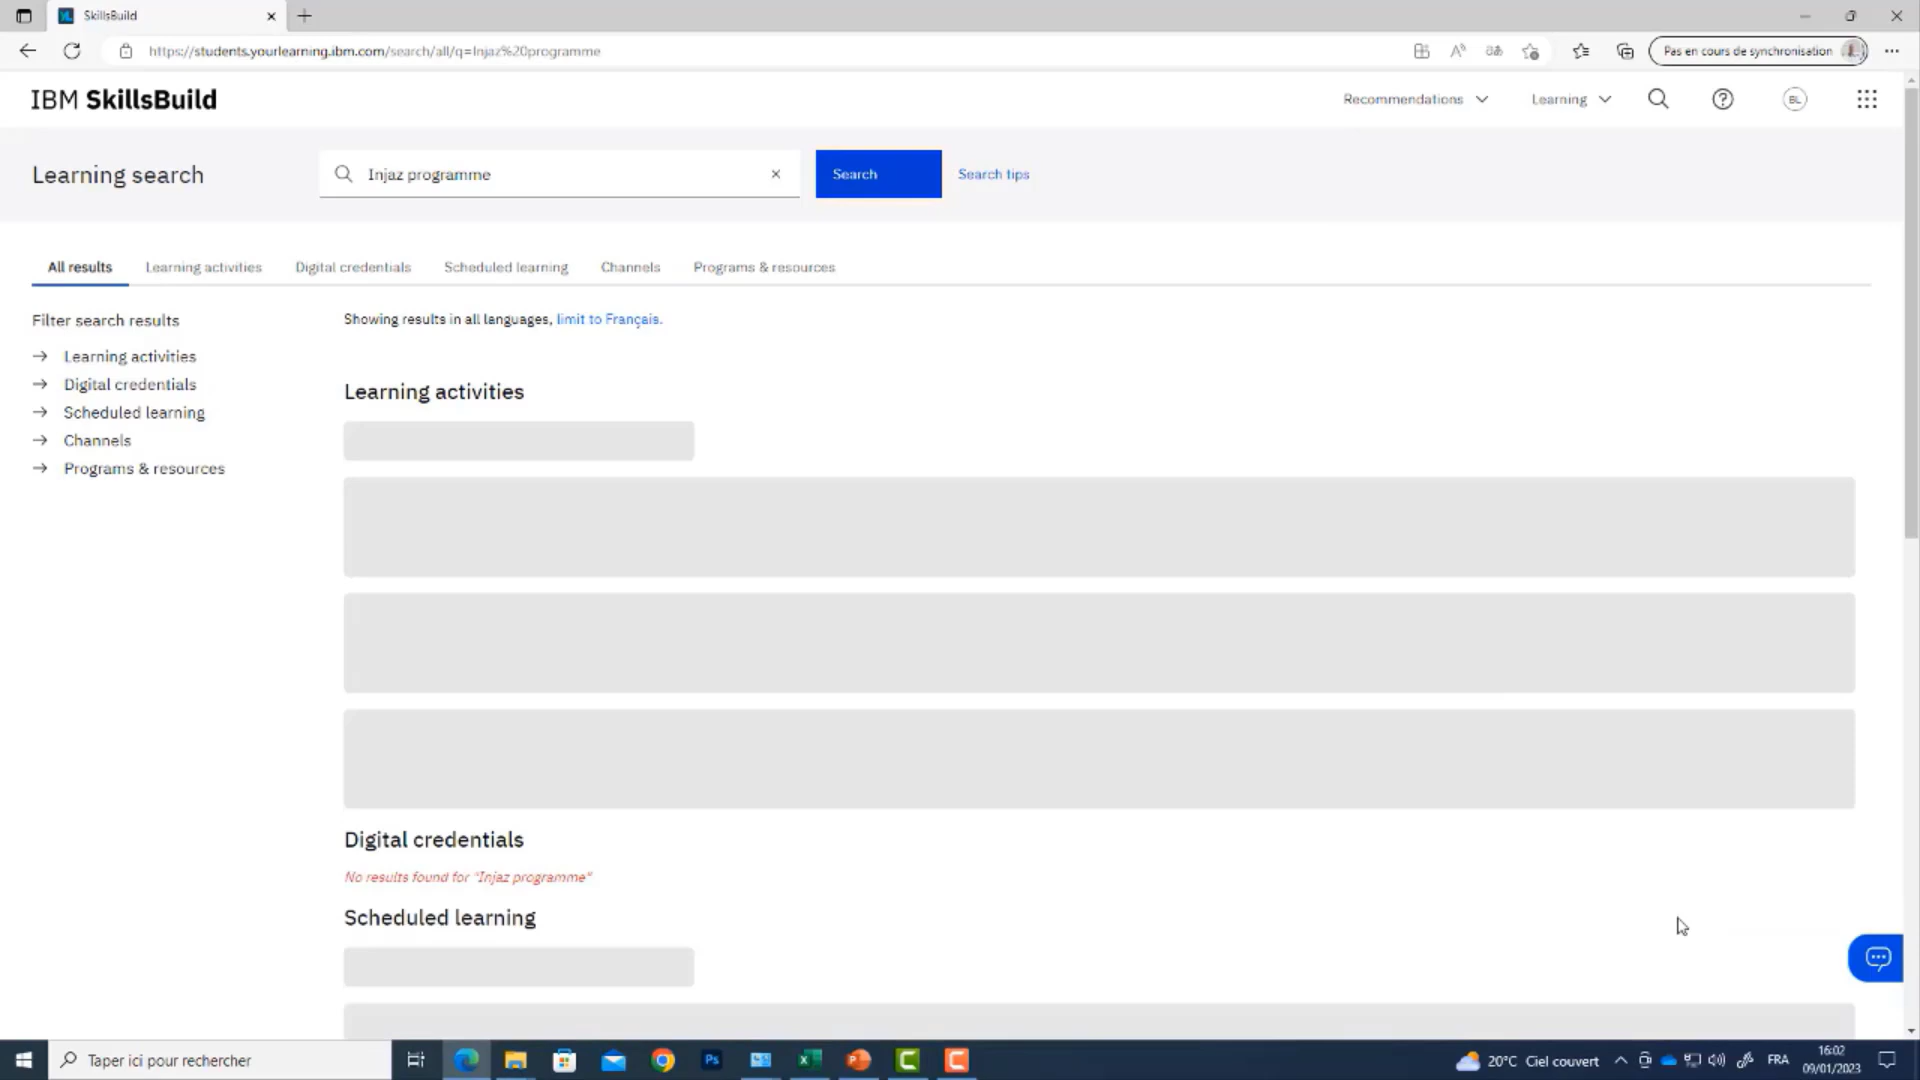 SkillsBuild
https://students.yourlearning.ibm.com/search/all/q=Injaz%20programme
Pas en cours de synchronisation
IBM SkillsBuild
Recommendations
Learning
BL
Learning search
Injaz programme
Search
Search tips
All results
Learning activities
Digital credentials
Scheduled learning
Channels
Programs & resources
Filter search results
Learning activities
Digital credentials
Scheduled learning
Channels
Programs & resources
Showing results in all languages, limit to Français.
Learning activities
Digital credentials
No results found for "Injaz programme"
Scheduled learning
Taper ici pour rechercher
Ps
20°C Ciel couvert
FRA
16:02
09/01/2023